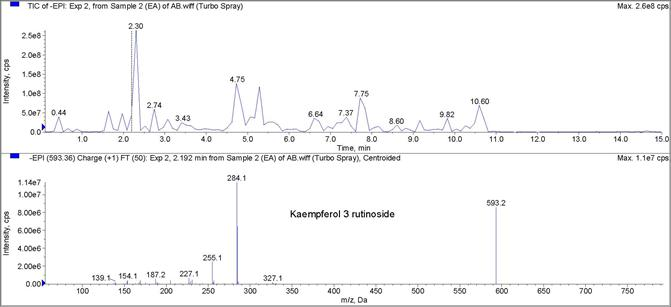 TIC of -EPI: Exp 2, from Sample 2 (EA) of AB.wiff (Turbo Spray)
Max. 2.6e8 cps.
2.30
2.5e8
2.0e8
1.5e8
1.0e8
5.0e7
0.0
Intensity, cps
0.44
2.74
3.43
4.75
6.64
7.37
7.75
8.60
9.82
10.60
1.0 2.0 3.0 4.0 5.0 6.0 7.0 8.0 9.0 10.0 11.0 12.0 13.0 14.0 15.0
Time, min
-EPI (593.36) Charge (+1) FT (50): Exp 2, 2.192 min from Sample 2 (EA) of AB.wiff (Turbo Spray), Centroided
Max. 1.1e7 cps.
284.1
1.14e7
1.00e7
8.00e6
6.00e6
4.00e6
2.00e6
0.00
Intensity, cps
Kaempferol 3 rutinoside
593.2
139.1
154.1
187.2
227.1
255.1
327.1
100 150 200 250 300 350 400 450 500 550 600 650 700 750
m/z, Da